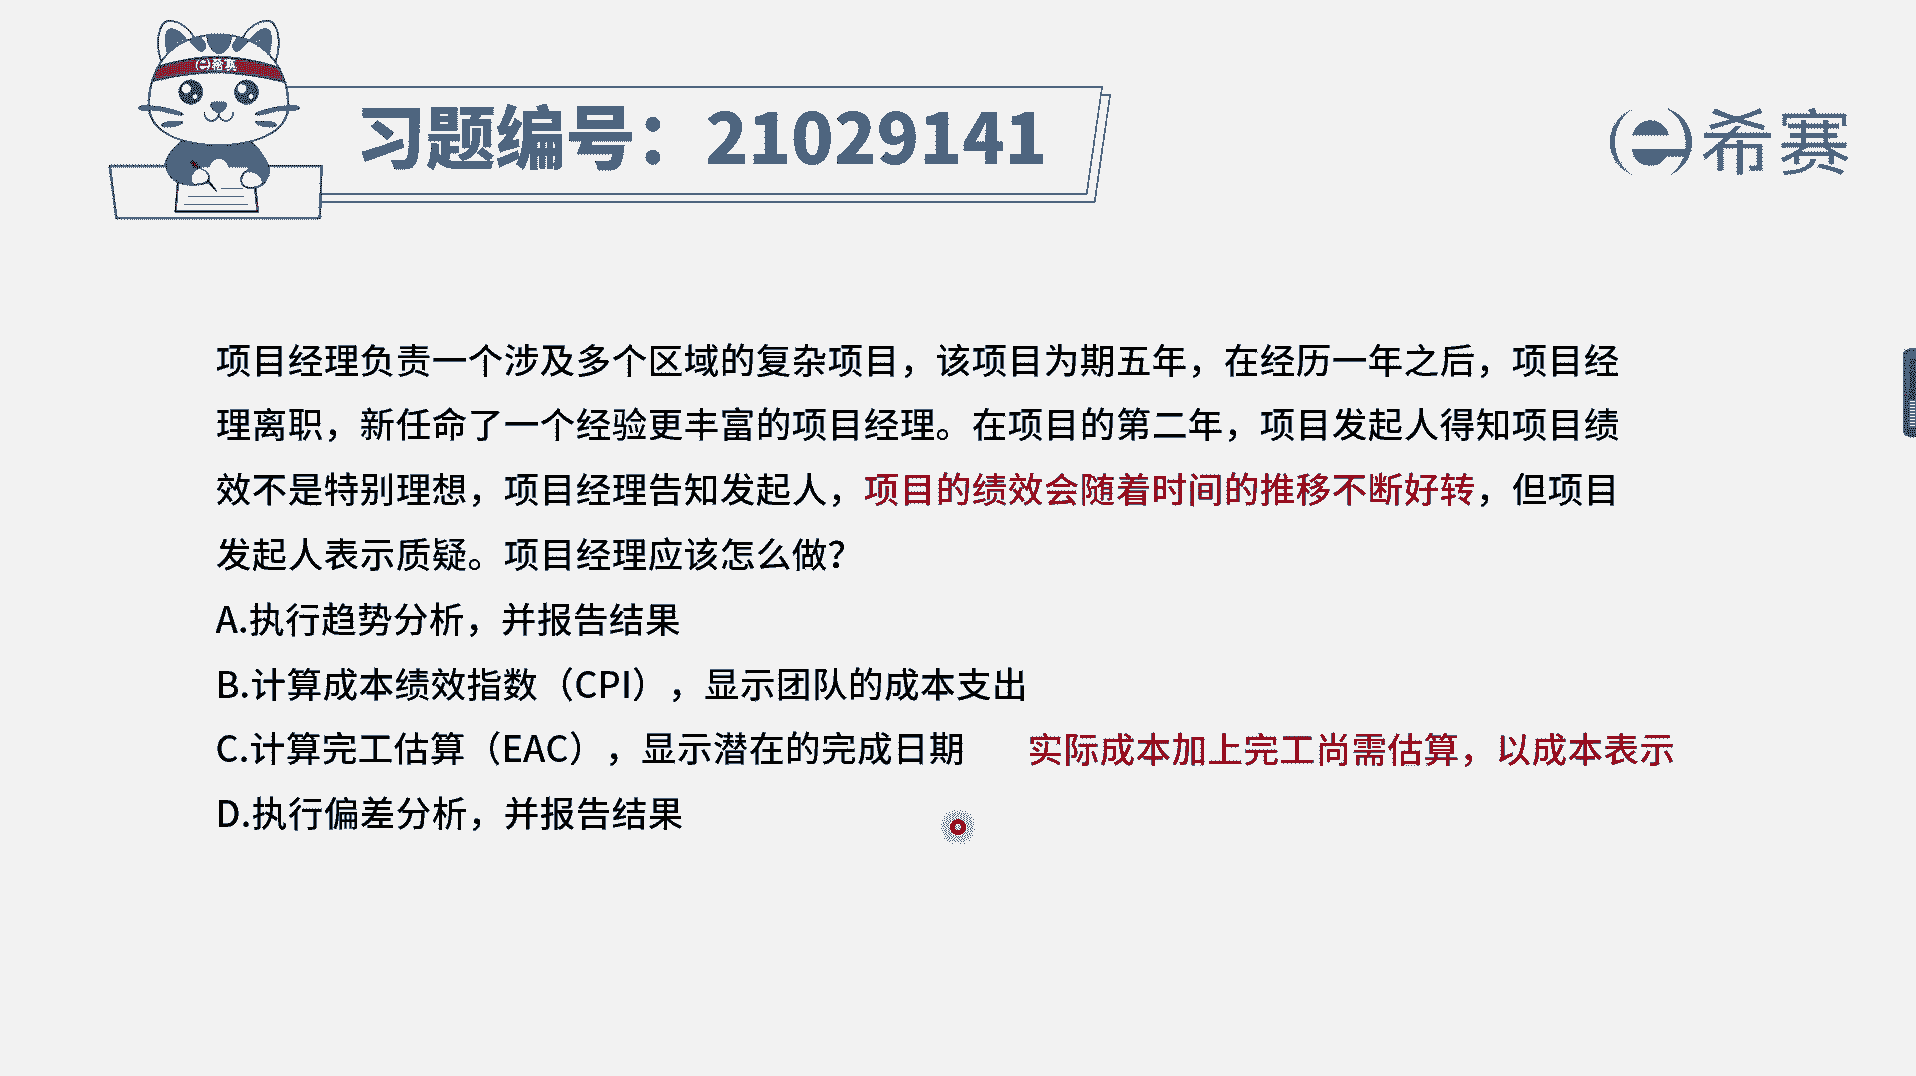 希赛
习题编号：21029141
希赛
项目经理负责一个涉及多个区域的复杂项目，该项目为期五年，在经历一年之后，项目经
理离职，新任命了一个经验更丰富的项目经理。在项目的第二年，项目发起人得知项目绩
效不是特别理想，项目经理告知发起人，项目的绩效会随着时间的推移不断好转，但项目
发起人表示质疑。项目经理应该怎么做？
A.执行趋势分析，并报告结果
B.计算成本绩效指数（CPI），显示团队的成本支出
C.计算完工估算（EAC），显示潜在的完成日期 实际成本加上完工尚需估算，以成本表示
D.执行偏差分析，并报告结果